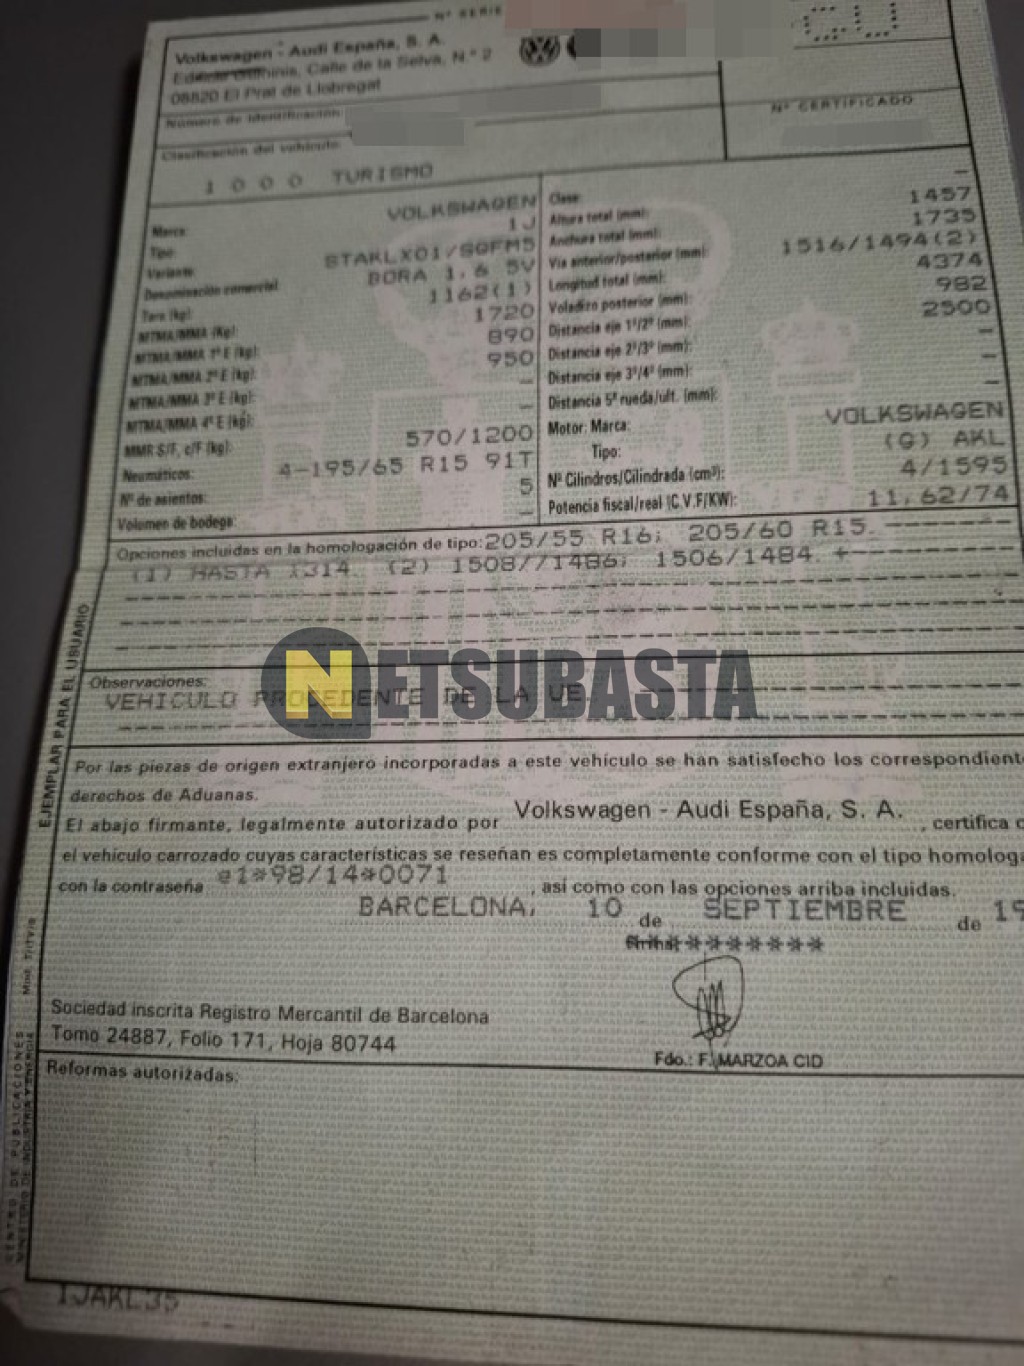 Nº SERIE
Volkswagen - Audi España, S. A.
Calle de la Selva, N.º 2
08820 El Prat de Llobregat
Número de identificación:
Nº CERTIFICADO
Clasificación del vehículo:
1000 TURISMO
Marca VOLKSWAGEN
Tipo 1J
Variante STAKLX01/SGFM5
Denominación comercial BORA 1,6 5V
Tara (kg) 1162(1)
MTMA/MMA (Kg): 1720
MTMA/MMA 1º E (kg): 890
MTMA/MMA 2º E (kg): 950
MTMA/MMA 3º E (kg): —
MTMA/MMA 4º E (kg): —
MMR S/F, c/F (kg): 570/1200
Neumáticos: 4-195/65 R15 91T
Nº de asientos: 5
Volumen de bodega: —
Clase: —
Altura total (mm): 1457
Anchura total (mm): 1735
Vía anterior/posterior (mm): 1516/1494(2)
Longitud total (mm): 4374
Voladizo posterior (mm): 982
Distancia eje 1º/2º (mm): 2500
Distancia eje 2º/3º (mm): —
Distancia eje 3º/4º (mm): —
Distancia 5ª rueda/ult. (mm): —
Motor: Marca: VOLKSWAGEN
Tipo: (G) AKL
Nº Cilindros/Cilindrada (cm³): 4/1595
Potencia fiscal/real (C.V.F/KW): 11,62/74
Opciones incluidas en la homologación de tipo: 205/55 R16; 205/60 R15.
(1) HASTA 1314. (2) 1508//1486; 1506/1484. +
Observaciones:
VEHICULO PROCEDENTE DE LA UE.
NETSUBASTA
Por las piezas de origen extranjero incorporadas a este vehículo se han satisfecho los correspondient
derechos de Aduanas.
El abajo firmante, legalmente autorizado por Volkswagen - Audi España, S. A. , certifica
el vehículo carrozado cuyas características se reseñan es completamente conforme con el tipo homologa
con la contraseña e1*98/14*0071 , así como con las opciones arriba incluidas.
BARCELONA, 10 de SEPTIEMBRE de 19
Sociedad inscrita Registro Mercantil de Barcelona
Tomo 24887, Folio 171, Hoja 80744
Fdo.: F. MARZOA CID
Reformas autorizadas:
EJEMPLAR PARA EL USUARIO
CENTRO DE PUBLICACIONES
MINISTERIO DE INDUSTRIA Y ENERGIA
1JAKL35